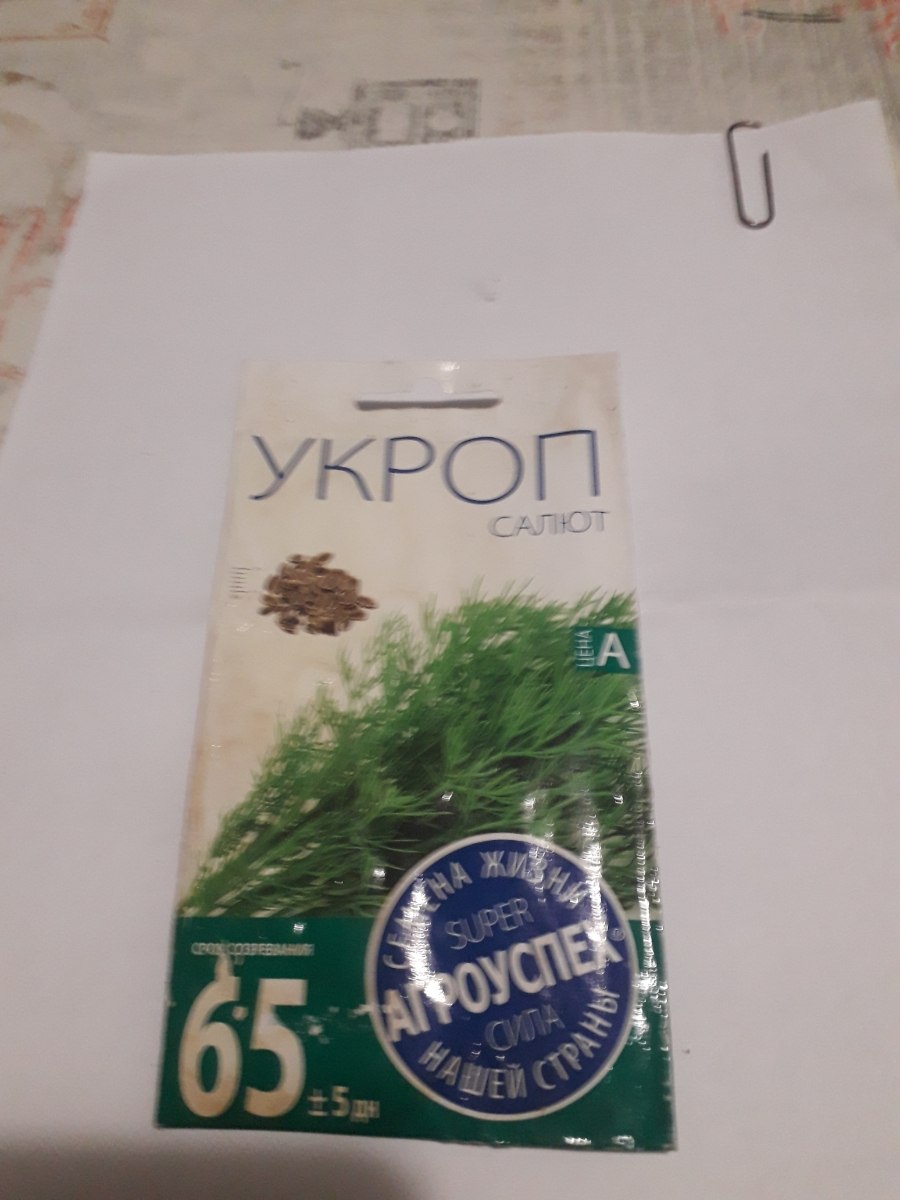 УКРОП
САЛЮТ
ЦЕНА
А
СЕМЕНА ЖИЗНИ
SUPER
АГРОУСПЕХ®
СИЛА
НАШЕЙ СТРАНЫ
СРОК СОЗРЕВАНИЯ
65
± 5 дн